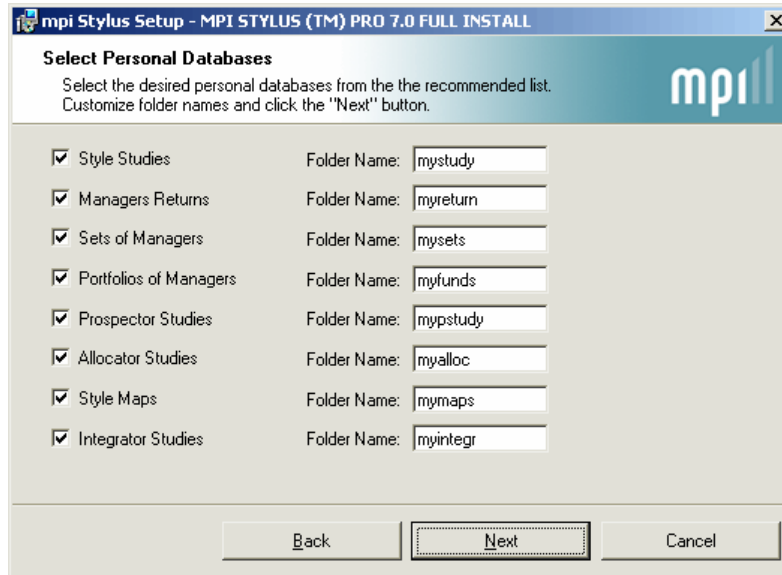 mpi Stylus Setup - MPI STYLUS (TM) PRO 7.0 FULL INSTALL
Select Personal Databases
Select the desired personal databases from the the recommended list.
Customize folder names and click the "Next" button.
mpi
Style Studies Folder Name: mystudy
Managers Returns Folder Name: myreturn
Sets of Managers Folder Name: mysets
Portfolios of Managers Folder Name: myfunds
Prospector Studies Folder Name: mypstudy
Allocator Studies Folder Name: myalloc
Style Maps Folder Name: mymaps
Integrator Studies Folder Name: myintegr
Back Next Cancel